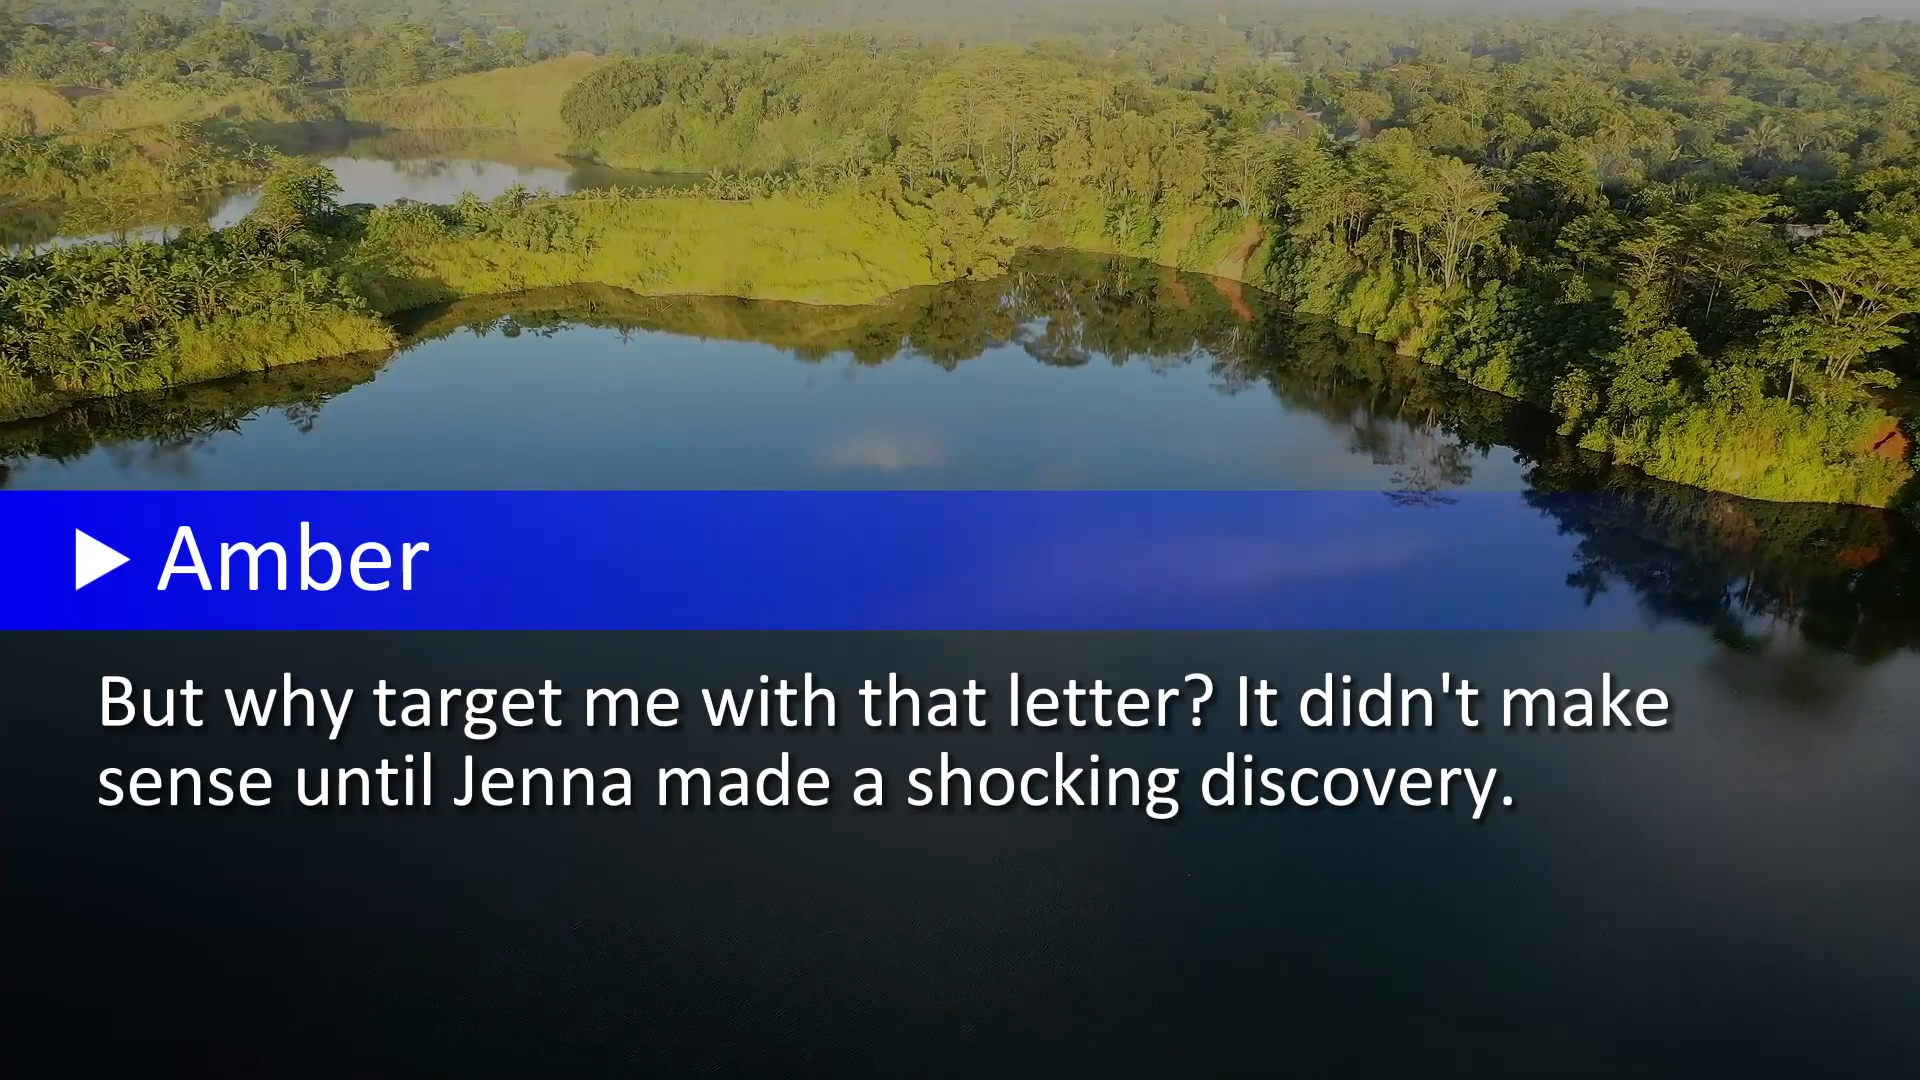 Amber
But why target me with that letter? It didn't make
sense until Jenna made a shocking discovery.